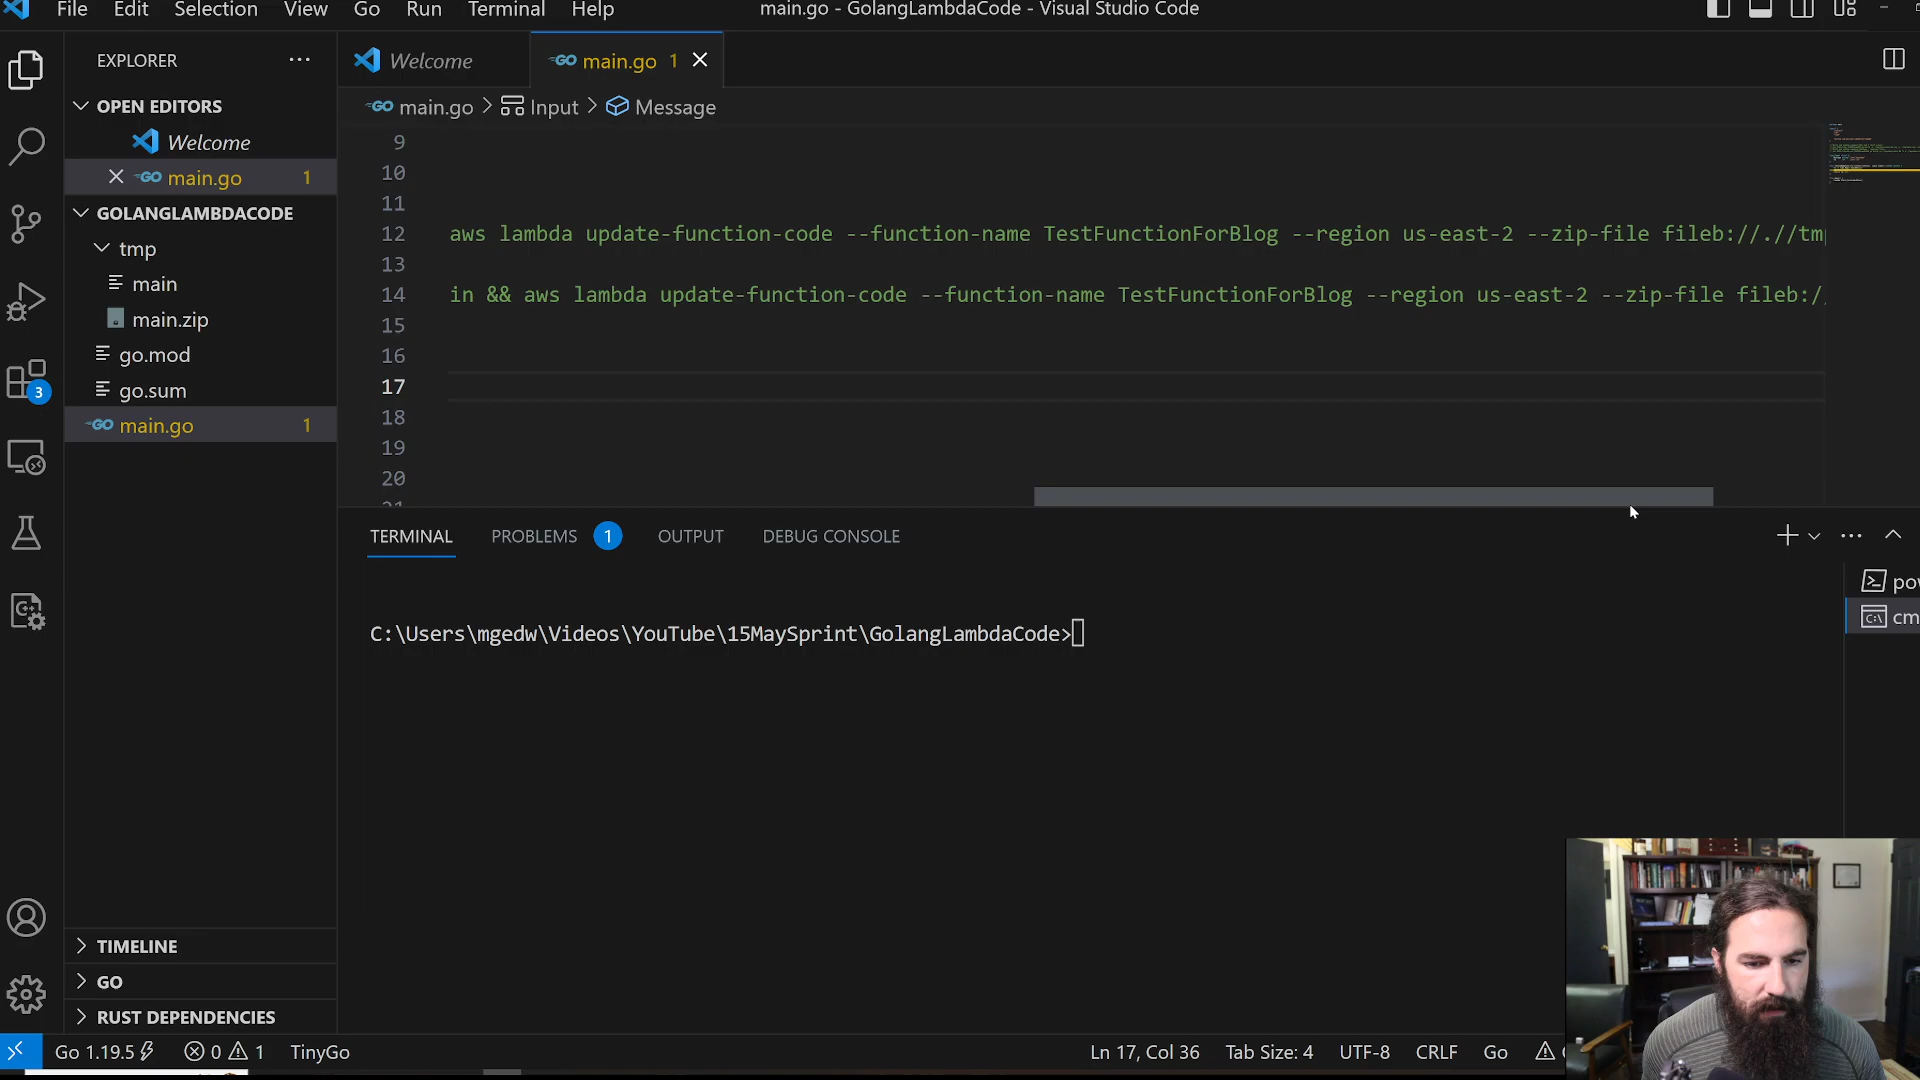 File Edit Selection View Go Run Terminal Help
main.go - GolangLambdaCode - Visual Studio Code
EXPLORER
OPEN EDITORS
Welcome
main.go 1
GOLANGLAMBDACODE
tmp
main
main.zip
go.mod
go.sum
main.go 1
3
TIMELINE
GO
RUST DEPENDENCIES
Welcome
main.go 1
main.go > Input > Message
9
10
11
12 aws lambda update-function-code --function-name TestFunctionForBlog --region us-east-2 --zip-file fileb://.//tmp
13
14 in && aws lambda update-function-code --function-name TestFunctionForBlog --region us-east-2 --zip-file fileb:/
15
16
17
18
19
20
TERMINAL PROBLEMS 1 OUTPUT DEBUG CONSOLE
C:\Users\mgedw\Videos\YouTube\15MaySprint\GolangLambdaCode>
pow
cm
Go 1.19.5 0 1 TinyGo
Ln 17, Col 36 Tab Size: 4 UTF-8 CRLF Go